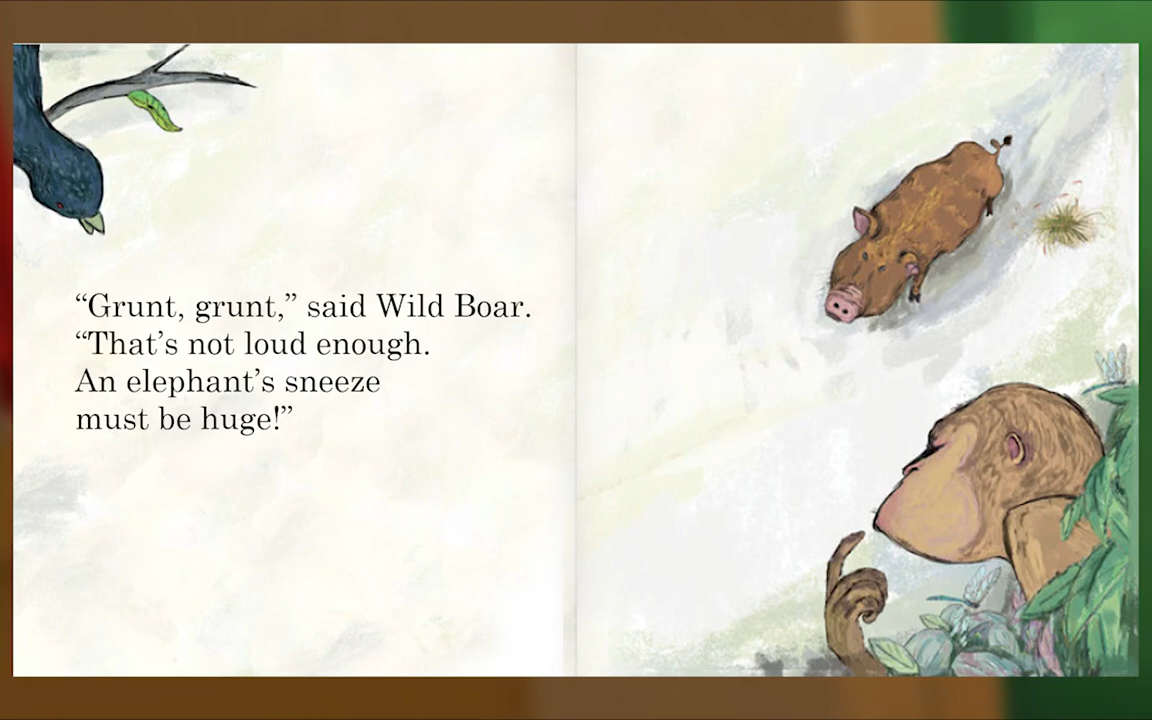 “Grunt, grunt,” said Wild Boar.
“That’s not loud enough.
An elephant’s sneeze
must be huge!”